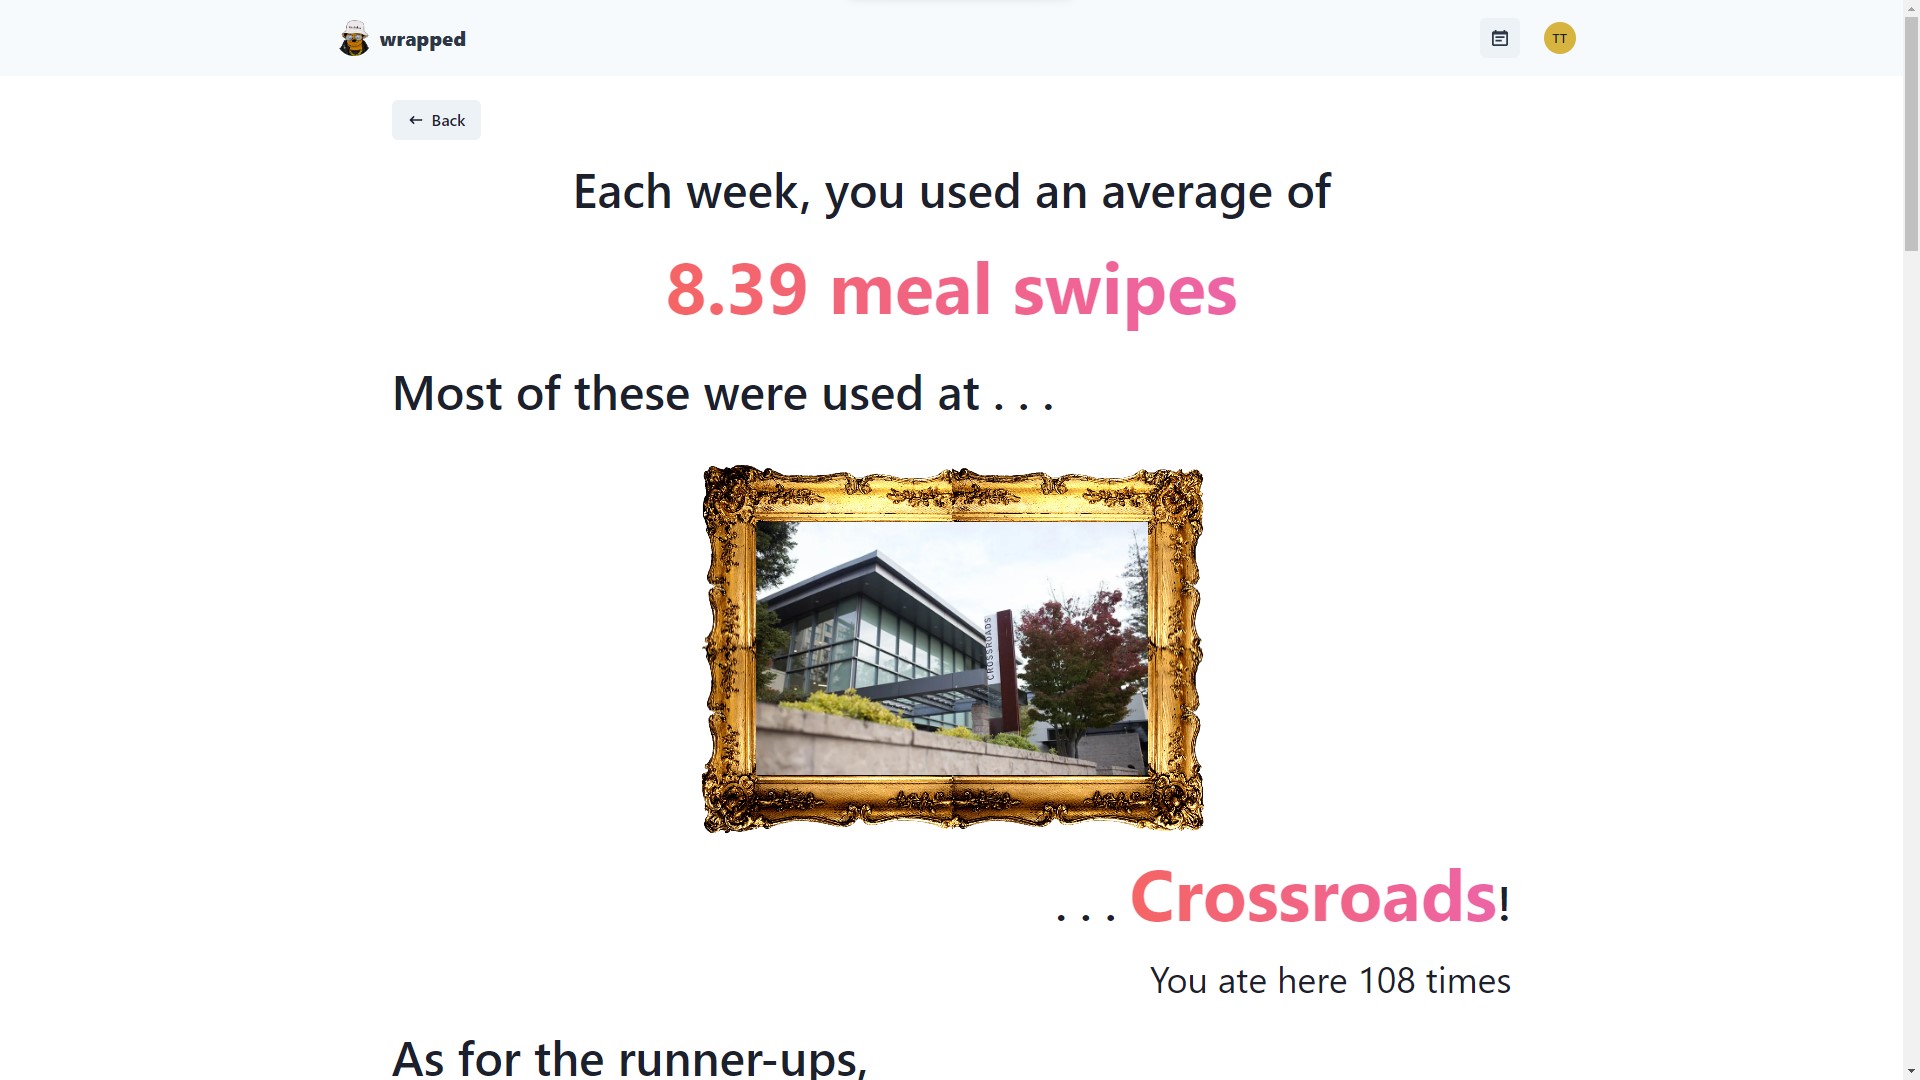 wrapped
TT
← Back
Each week, you used an average of
8.39 meal swipes
Most of these were used at . . .
CROSSROADS
. . . Crossroads!
You ate here 108 times
As for the runner-ups,